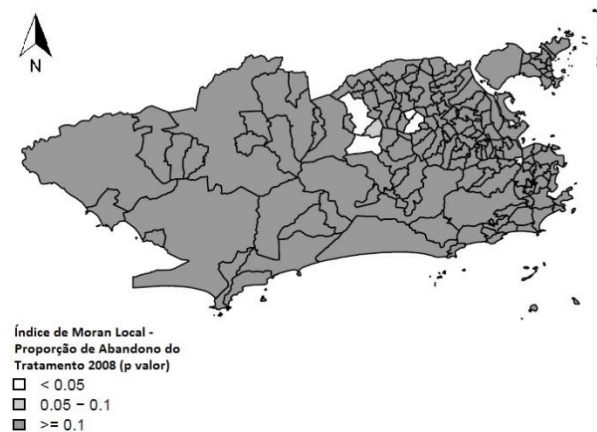 N
Índice de Moran Local -
Proporção de Abandono do
Tratamento 2008 (p valor)
< 0.05
0.05 − 0.1
>= 0.1